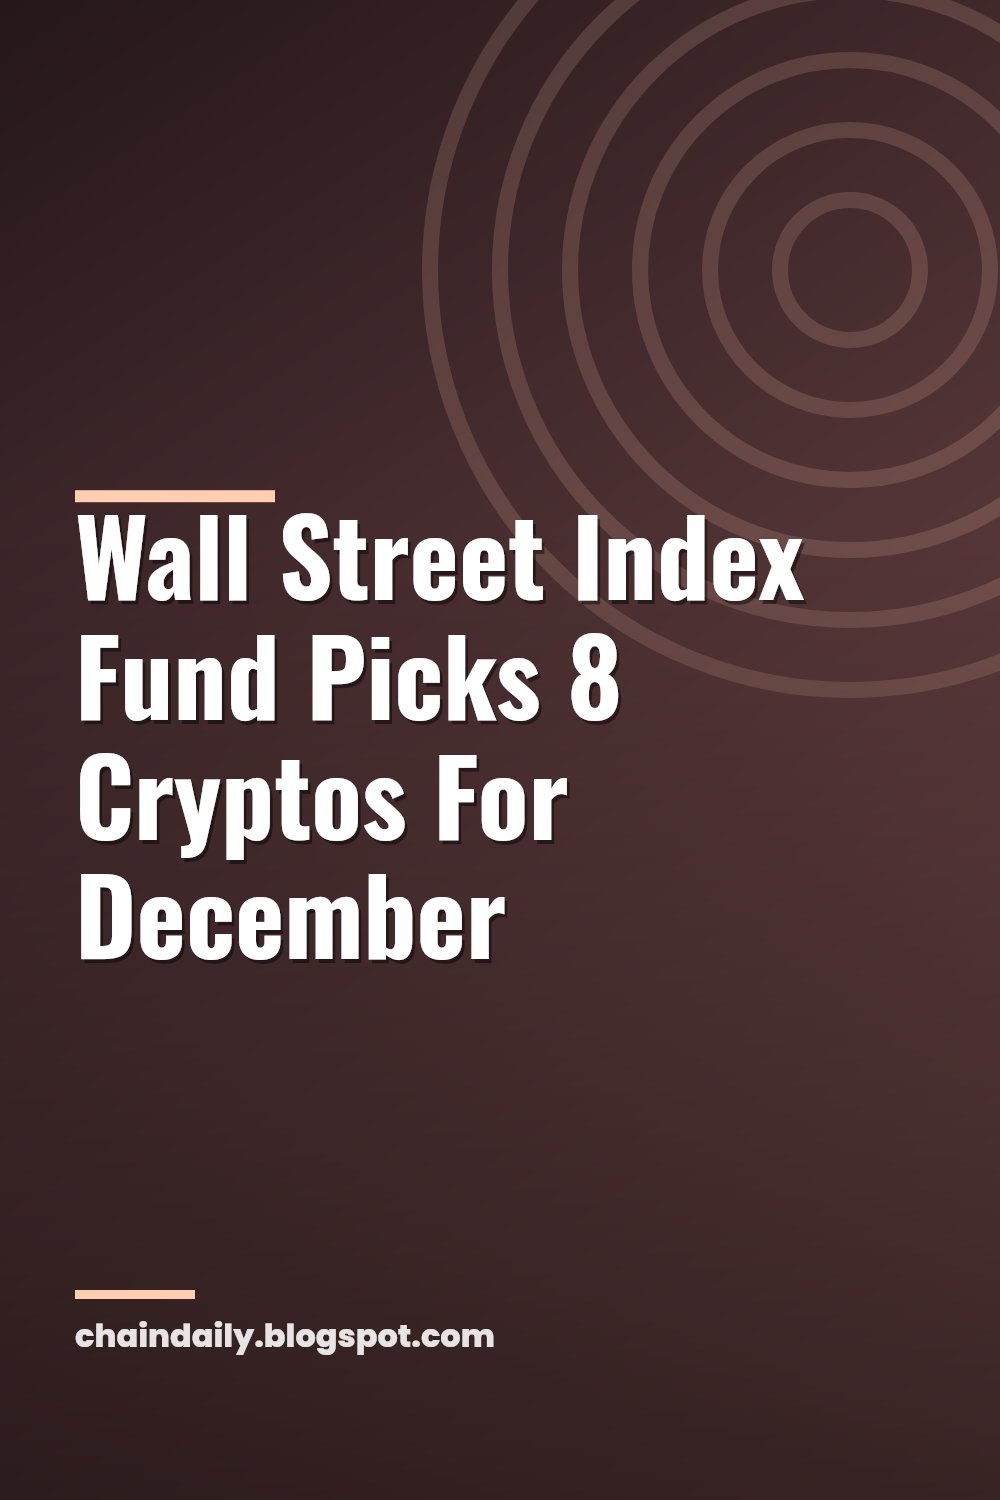 Wall Street Index
Fund Picks 8
Cryptos For
December
chaindaily.blogspot.com